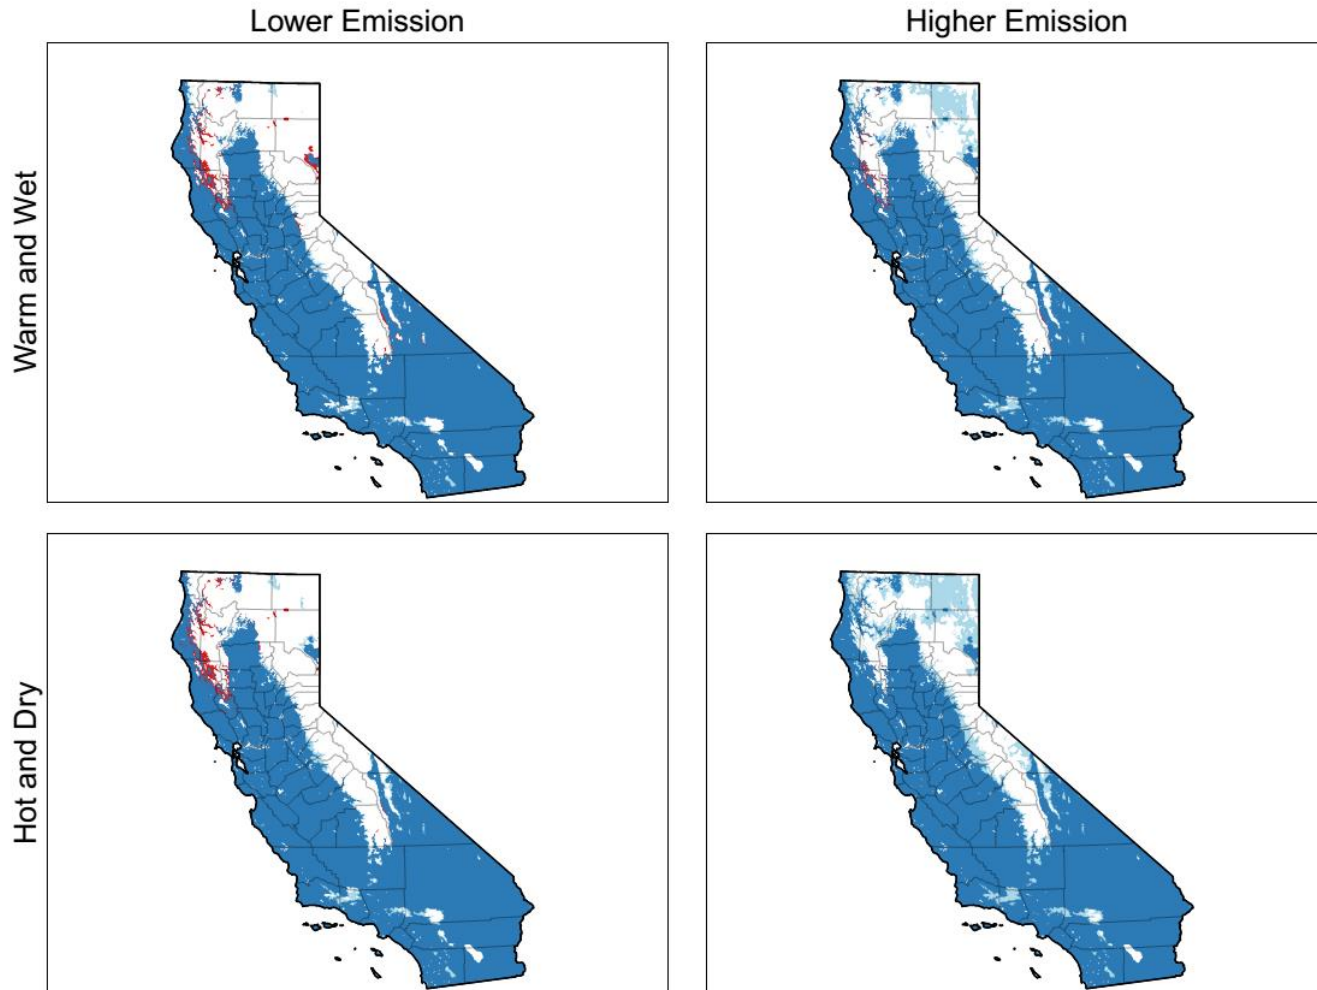 Lower Emission
Higher Emission
Warm and Wet
Hot and Dry